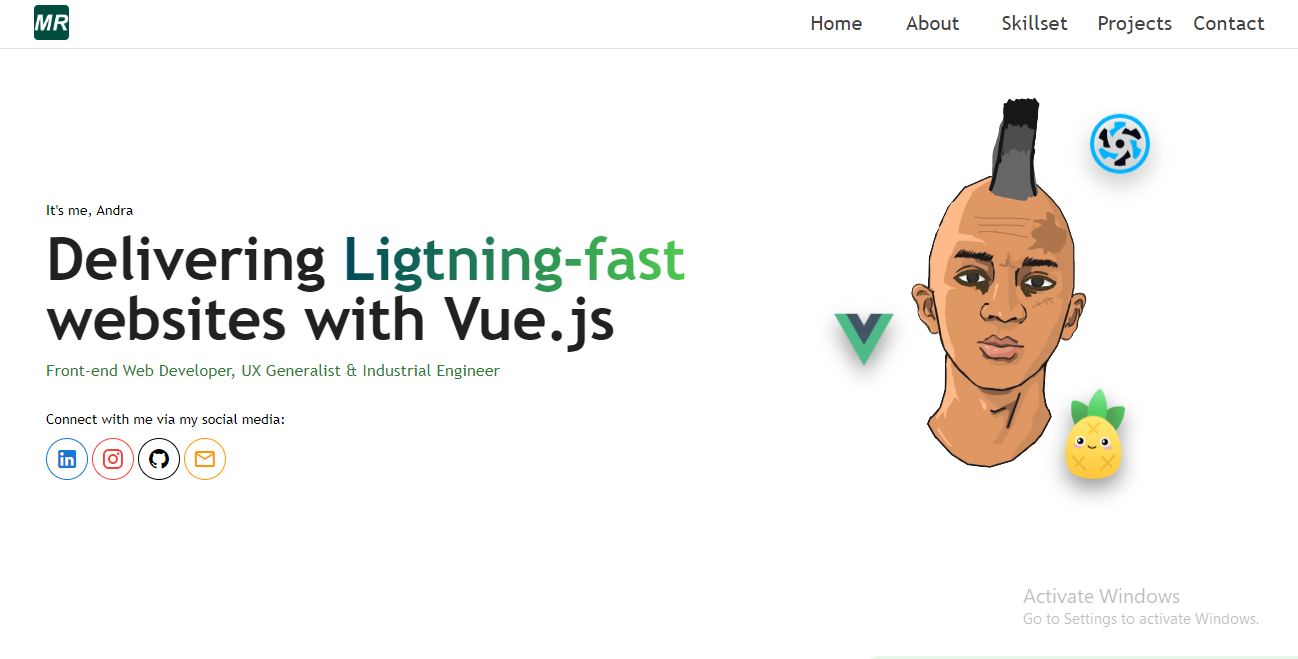 MR
Home About Skillset Projects Contact
It's me, Andra
Delivering Ligtning-fast
websites with Vue.js
Front-end Web Developer, UX Generalist & Industrial Engineer
Connect with me via my social media:
in
Activate Windows
Go to Settings to activate Windows.